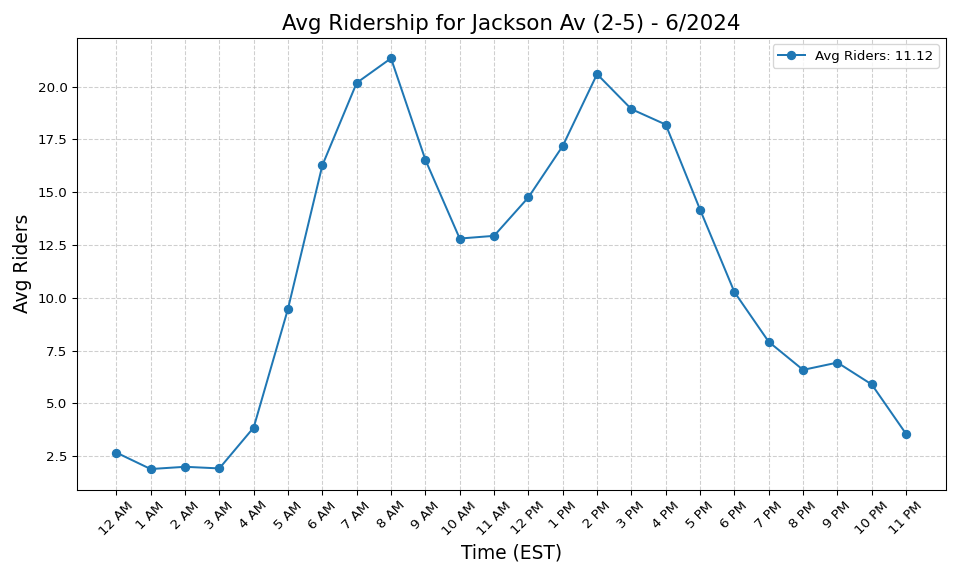 Avg Ridership for Jackson Av (2-5) - 6/2024
Avg Riders: 11.12
Avg Riders
20.0
17.5
15.0
12.5
10.0
7.5
5.0
2.5
12 AM
1 AM
2 AM
3 AM
4 AM
5 AM
6 AM
7 AM
8 AM
9 AM
10 AM
11 AM
12 PM
1 PM
2 PM
3 PM
4 PM
5 PM
6 PM
7 PM
8 PM
9 PM
10 PM
11 PM
Time (EST)